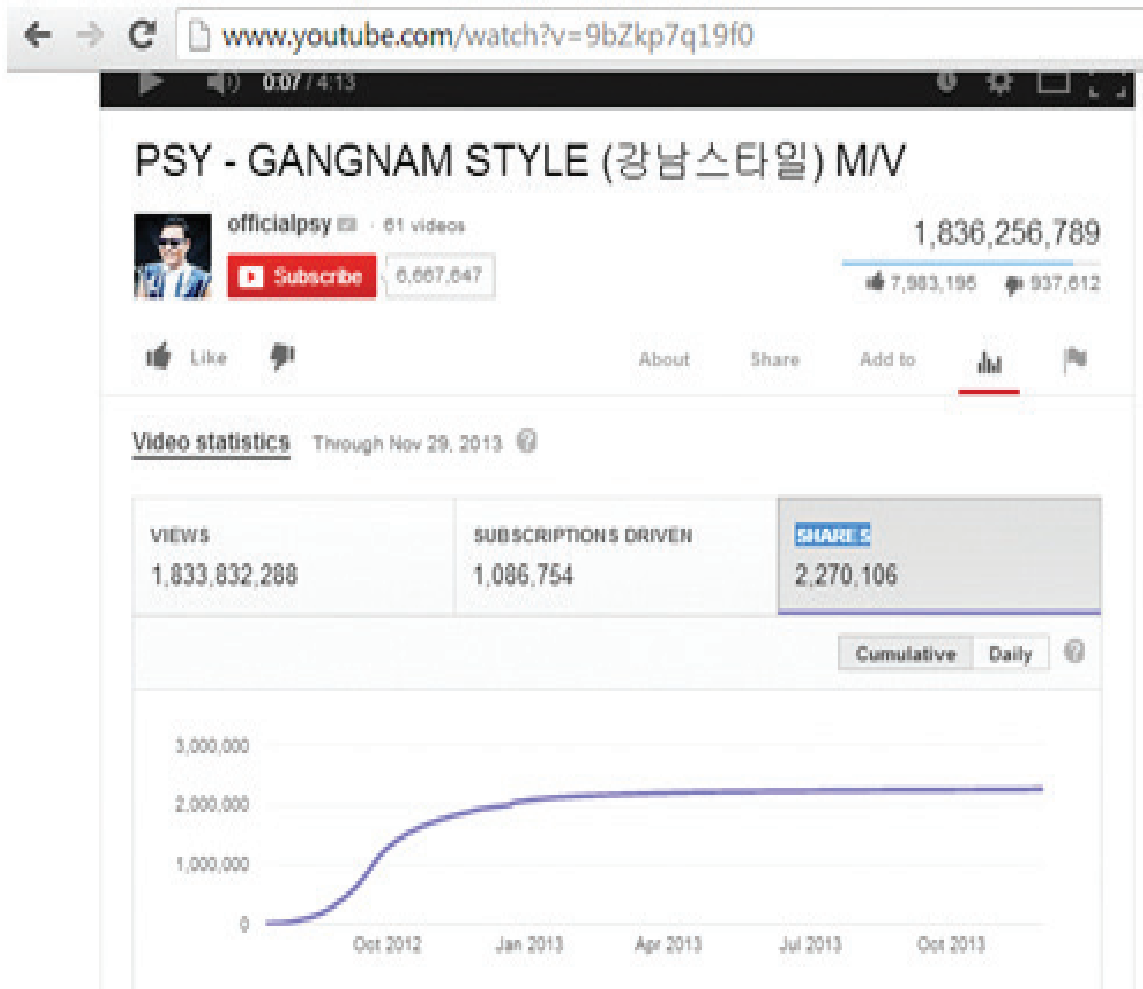 www.youtube.com/watch?v=9bZkp7q19f0
0:07 / 4:13
PSY - GANGNAM STYLE (강남스타일) M/V
officialpsy · 61 videos
1,836,256,789
Subscribe 6,667,647
7,983,195 937,612
Like About Share Add to
Video statistics Through Nov 29, 2013
VIEWS SUBSCRIPTIONS DRIVEN SHARES
1,833,832,288 1,086,754 2,270,106
Cumulative Daily
3,000,000
2,000,000
1,000,000
0
Oct 2012 Jan 2013 Apr 2013 Jul 2013 Oct 2013